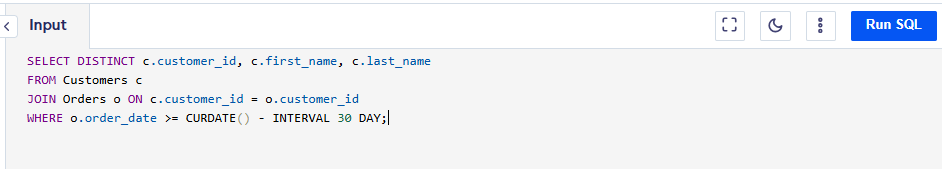 Input
Run SQL
SELECT DISTINCT c.customer_id, c.first_name, c.last_name
FROM Customers c
JOIN Orders o ON c.customer_id = o.customer_id
WHERE o.order_date >= CURDATE() - INTERVAL 30 DAY;